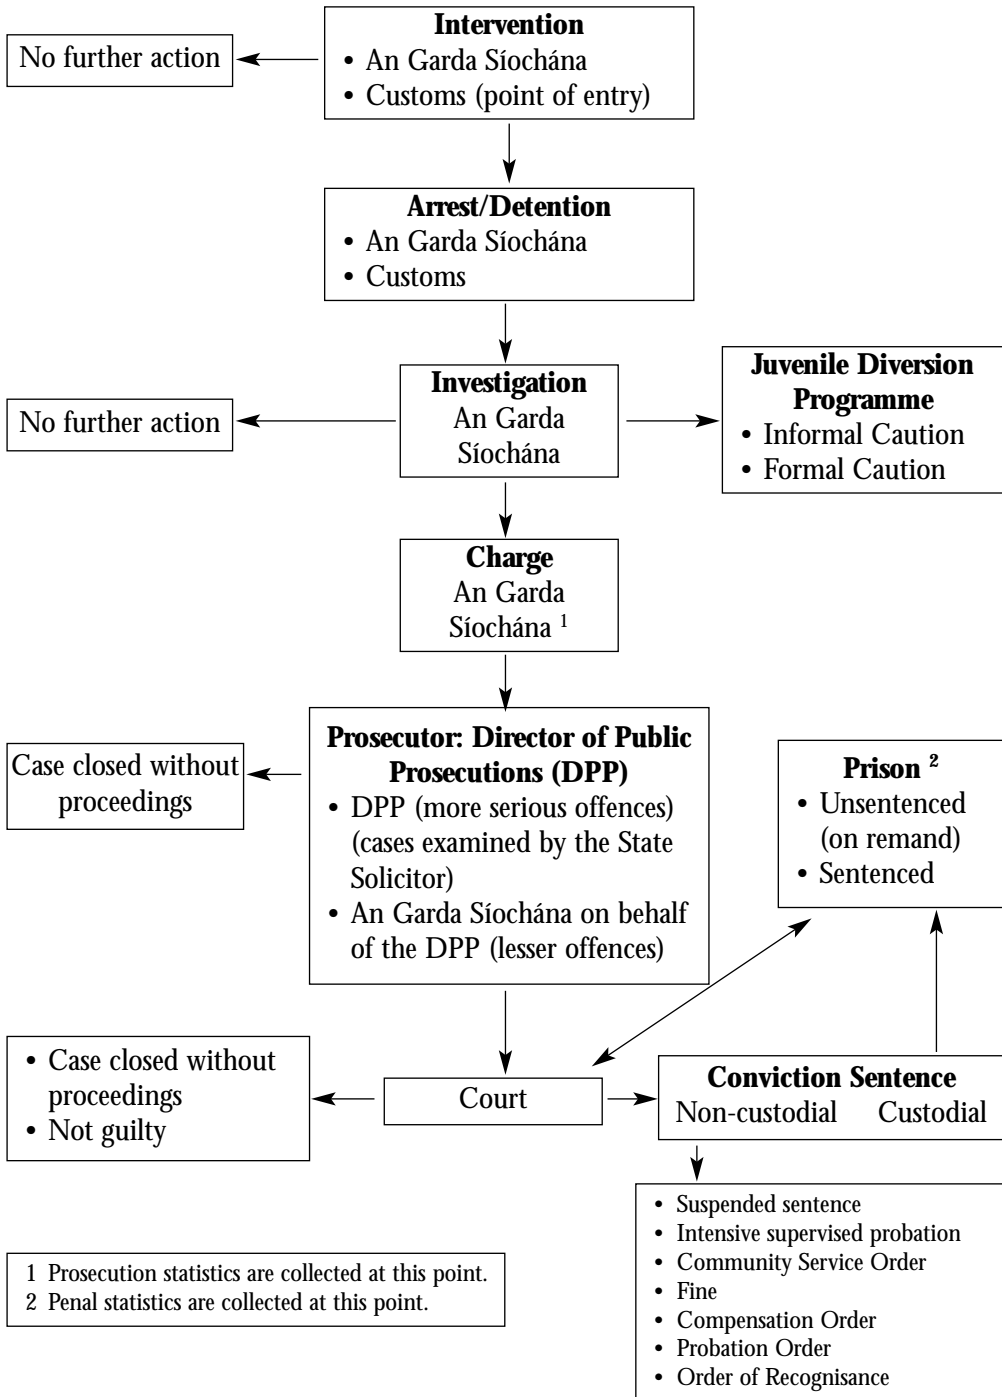 Intervention
• An Garda Síochána
• Customs (point of entry)
No further action
Arrest/Detention
• An Garda Síochána
• Customs
Investigation
An Garda
Síochána
No further action
Juvenile Diversion
Programme
• Informal Caution
• Formal Caution
Charge
An Garda
Síochána 1
Prosecutor: Director of Public
Prosecutions (DPP)
• DPP (more serious offences)
(cases examined by the State
Solicitor)
• An Garda Síochána on behalf
of the DPP (lesser offences)
Case closed without
proceedings
Prison 2
• Unsentenced
(on remand)
• Sentenced
• Case closed without
proceedings
• Not guilty
Court
Conviction Sentence
Non-custodial Custodial
• Suspended sentence
• Intensive supervised probation
• Community Service Order
• Fine
• Compensation Order
• Probation Order
• Order of Recognisance
1 Prosecution statistics are collected at this point.
2 Penal statistics are collected at this point.